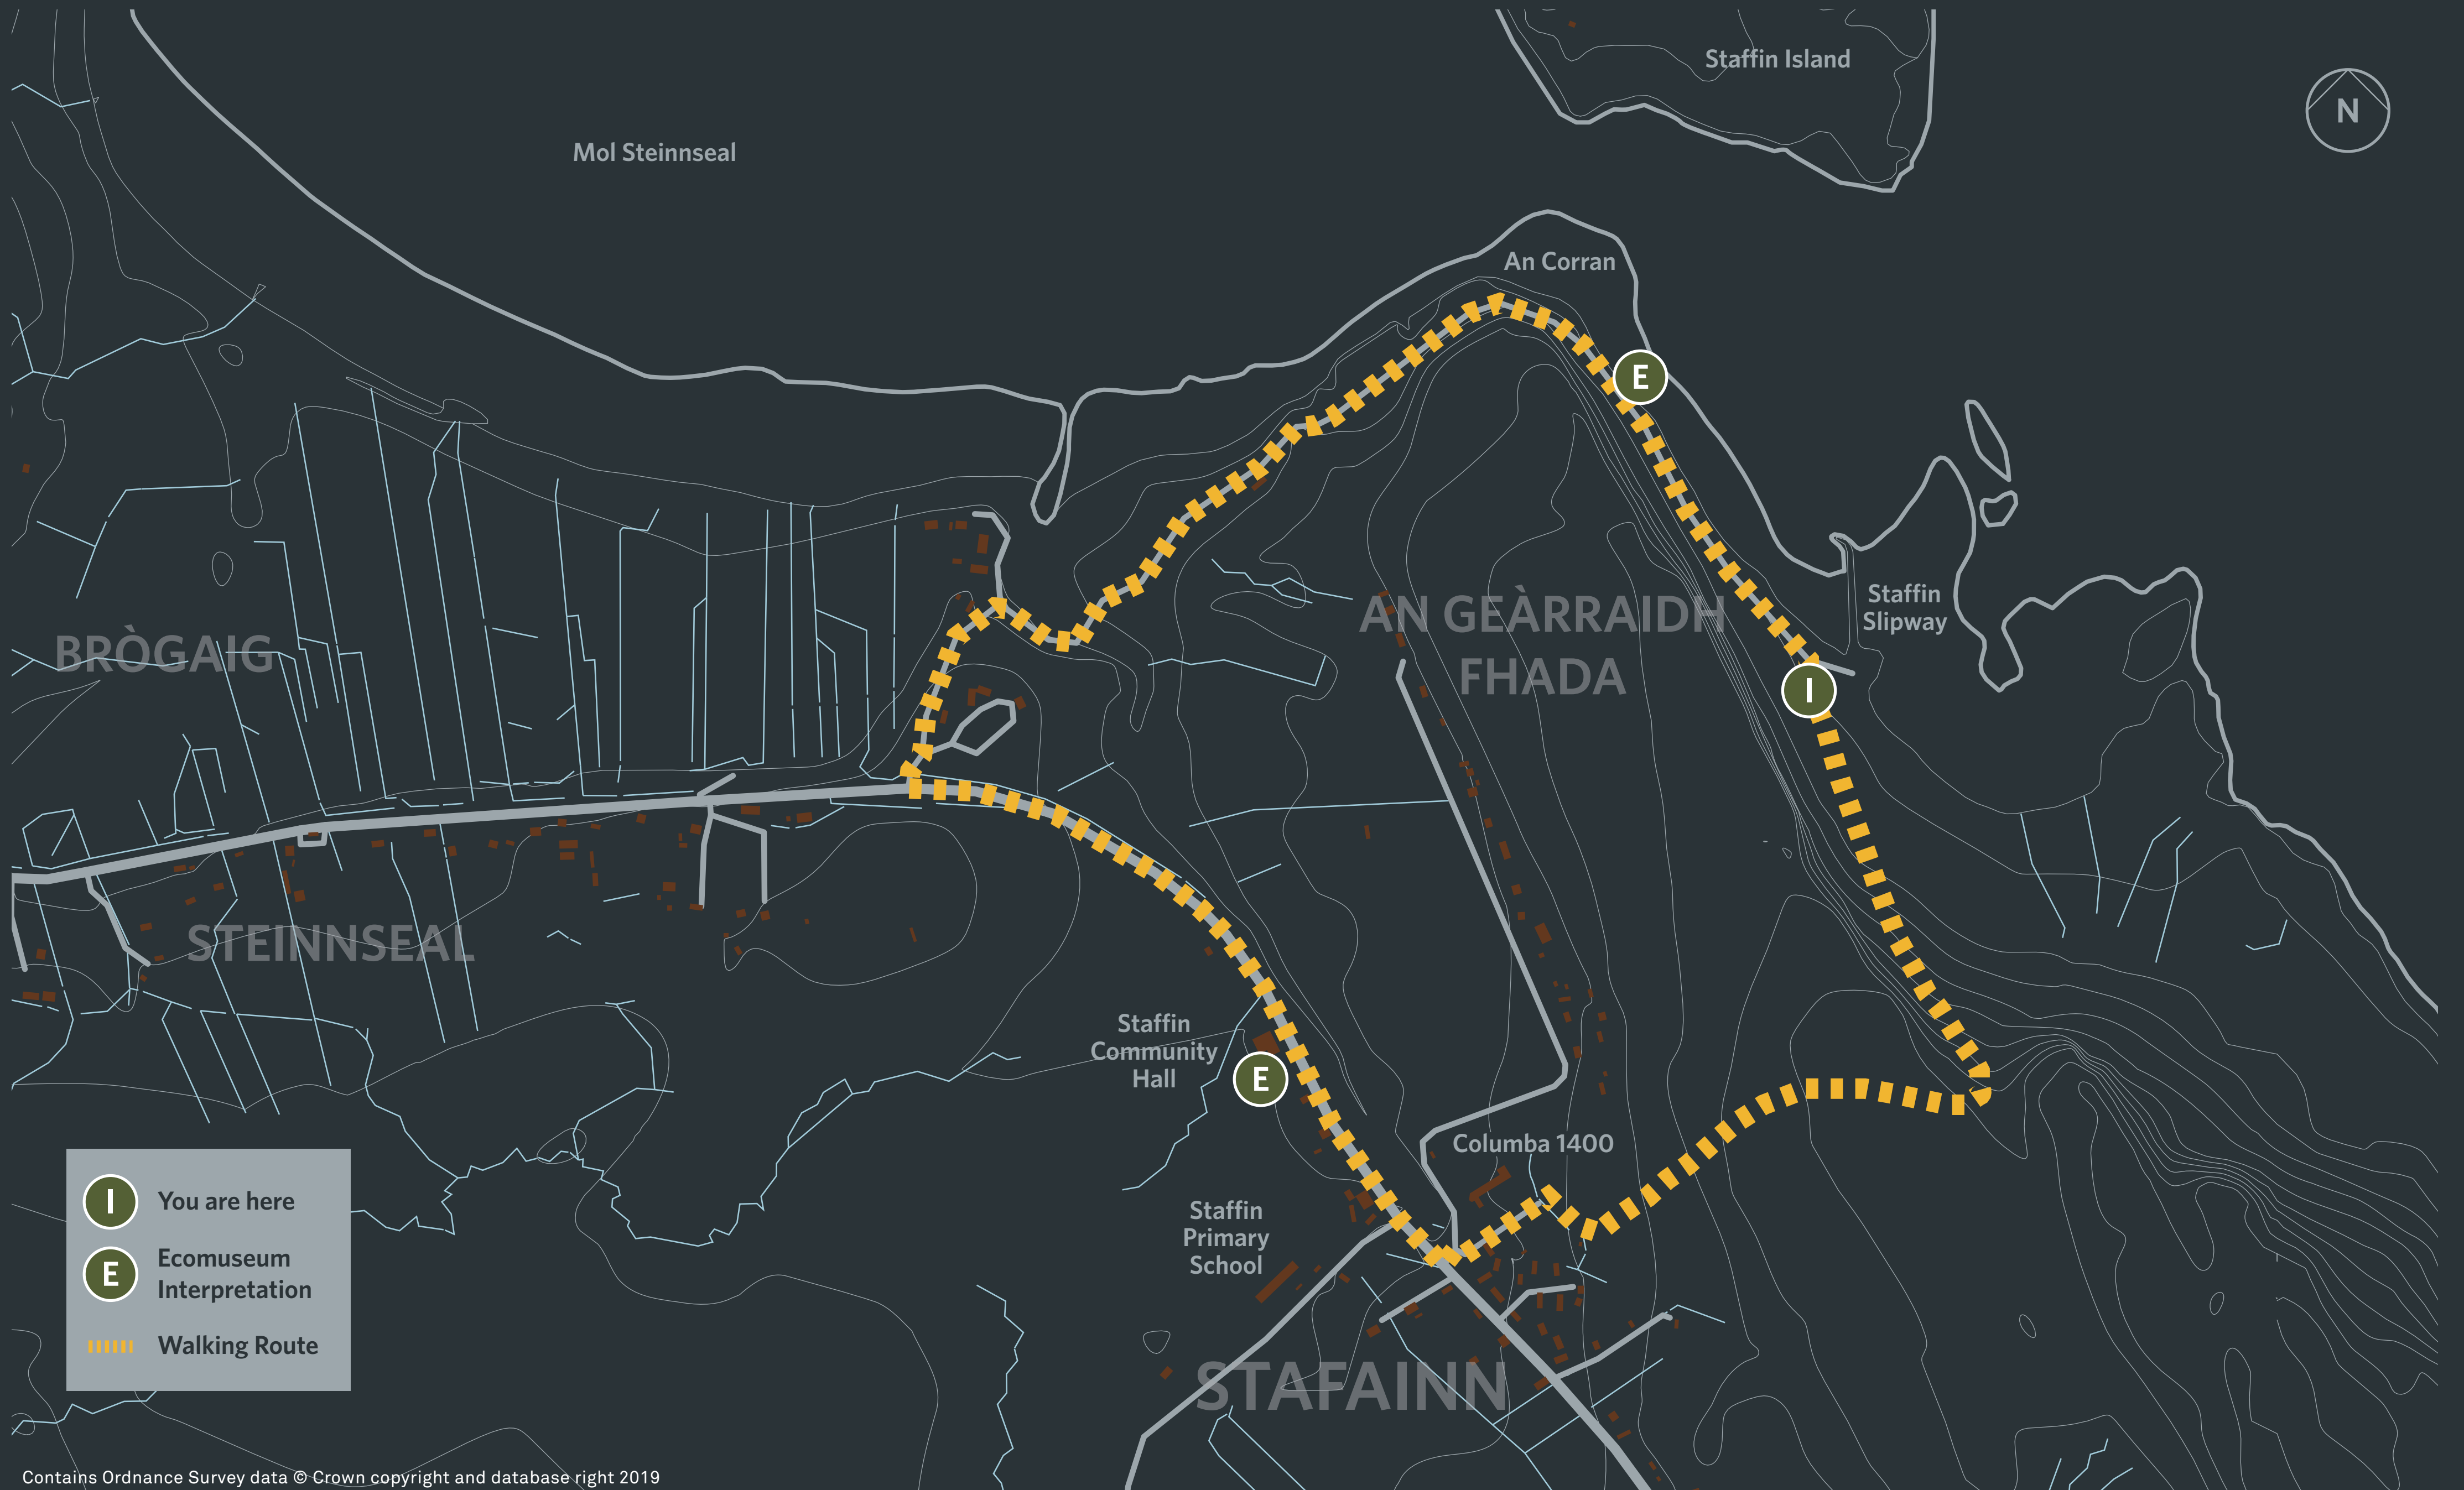 Staffin Island
N
Mol Steinnseal
An Corran
E
Staffin
Slipway
AN GEÀRRAIDH
FHADA
BRÒGAIG
I
STEINNSEAL
Staffin
Community
Hall
E
Columba 1400
Staffin
Primary
School
STAFAINN
I You are here
E Ecomuseum
Interpretation
Walking Route
Contains Ordnance Survey data © Crown copyright and database right 2019